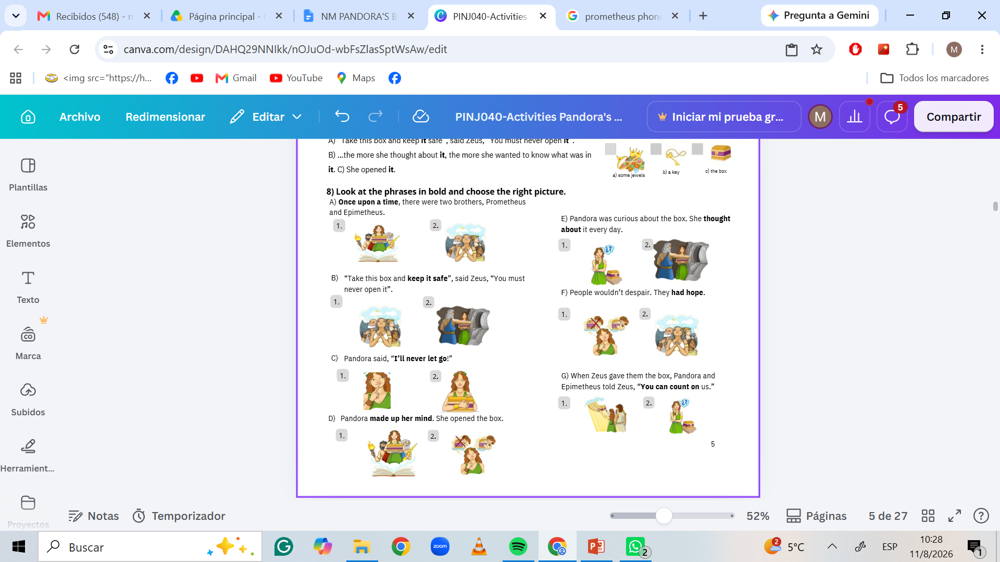 Recibidos (548) - m
Página principal -
NM PANDORA'S B
PINJ040-Activities
prometheus phone
Pregunta a Gemini
canva.com/design/DAHQ29NNIkk/nOJuOd-wbFsZlasSptWsAw/edit
M
<img src="https://h...
Gmail
YouTube
Maps
Todos los marcadores
Archivo
Redimensionar
Editar
PINJ040-Activities Pandora's ...
Iniciar mi prueba gr...
M
5
Compartir
Plantillas
Elementos
Texto
Marca
Subidos
Herramient...
Proyectos
A) “Take this box and keep it safe”, said Zeus, “You must never open it”.
B) ...the more she thought about it, the more she wanted to know what was in
it. C) She opened it.
a) some jewels
b) a key
c) the box
8) Look at the phrases in bold and choose the right picture.
A) Once upon a time, there were two brothers, Prometheus
and Epimetheus.
1.
2.
B) “Take this box and keep it safe”, said Zeus, “You must
never open it”.
1.
2.
C) Pandora said, “I’ll never let go!”
1.
2.
D) Pandora made up her mind. She opened the box.
1.
2.
E) Pandora was curious about the box. She thought
about it every day.
1.
2.
F) People wouldn’t despair. They had hope.
1.
2.
G) When Zeus gave them the box, Pandora and
Epimetheus told Zeus, “You can count on us.”
1.
2.
5
Notas
Temporizador
52%
Páginas
5 de 27
Buscar
zoom
2
2
5°C
ESP
10:28
11/8/2026
1